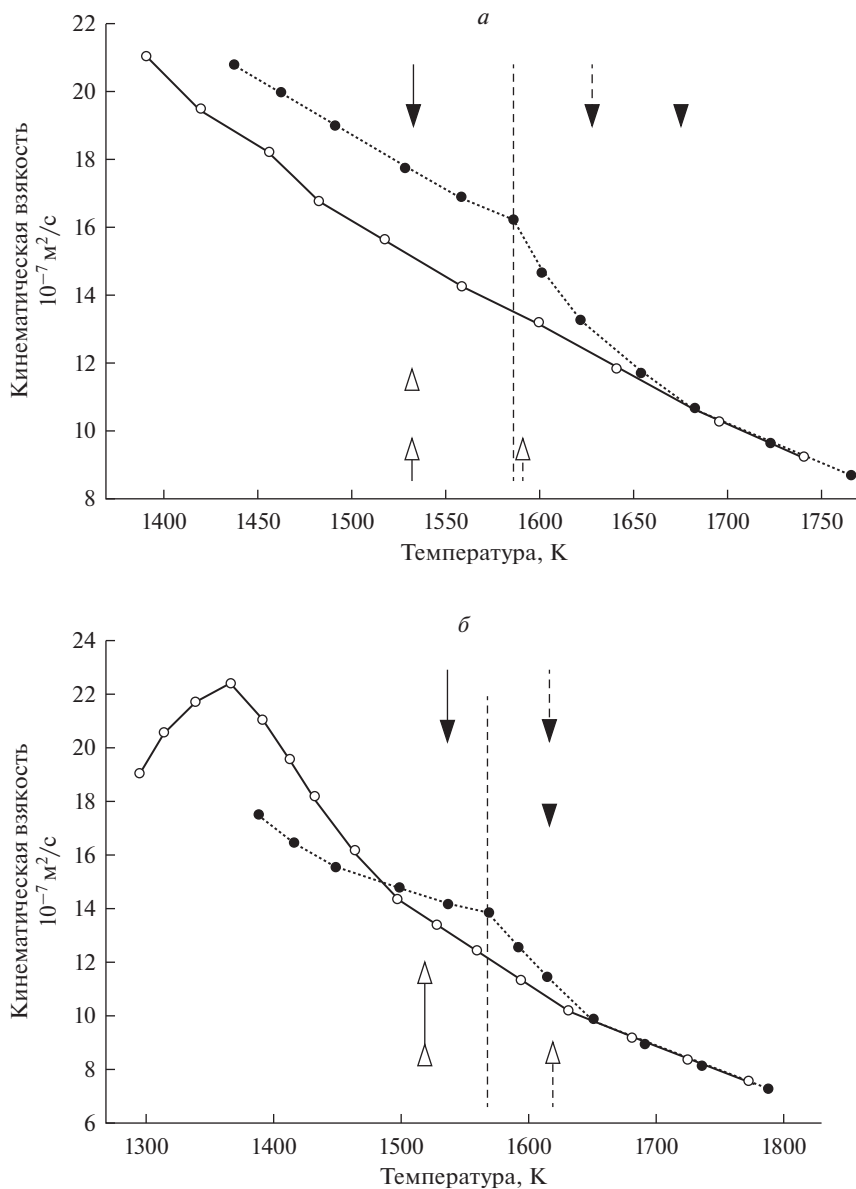 а
Кинематическая взякость
10⁻⁷ м²/с
22
20
18
16
14
12
10
8
1400 1450 1500 1550 1600 1650 1700 1750
Температура, К
б
Кинематическая взякость
10⁻⁷ м²/с
24
22
20
18
16
14
12
10
8
6
1300 1400 1500 1600 1700 1800
Температура, К